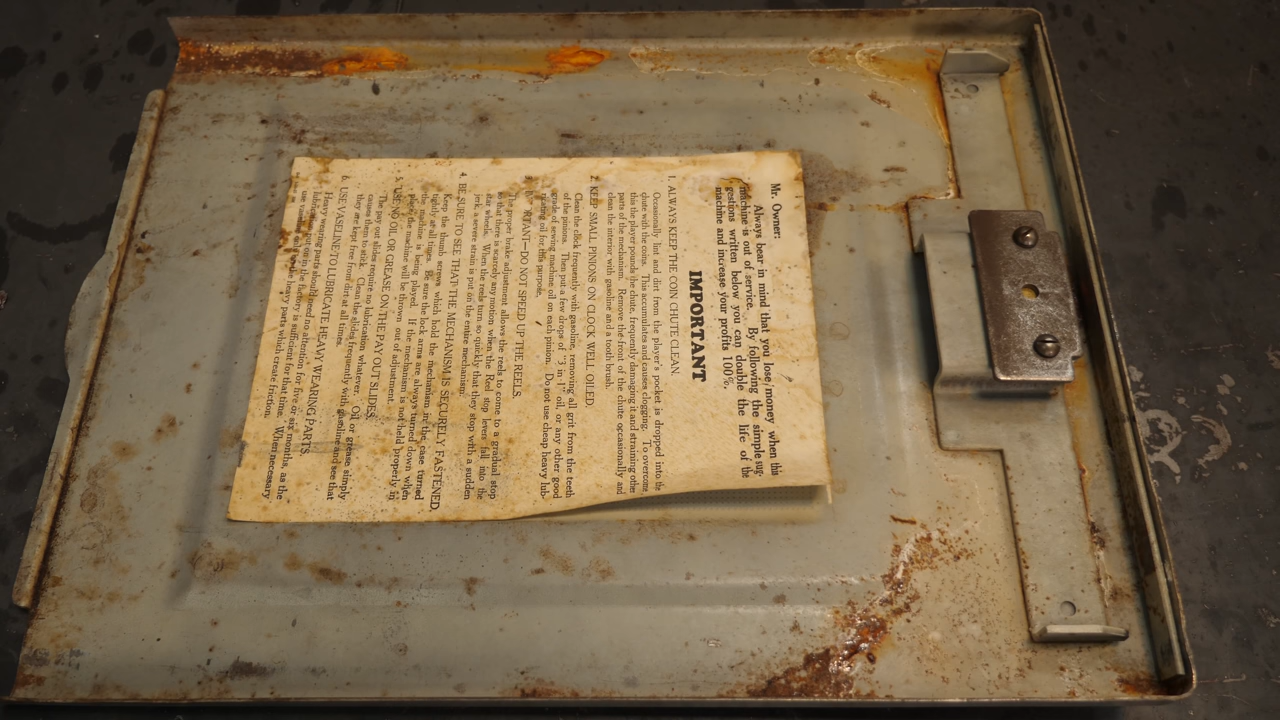 Mr. Owner:
Always bear in mind that you lose money when this
machine is out of service. By following the simple sug-
gestions written below you can double the life of the
machine and increase your profits 100%.
IMPORTANT
1. ALWAYS KEEP THE COIN CHUTE CLEAN.
Occasionally, lint and dirt from the player's pocket is dropped into the
chute with the coins. This accumulates and causes clogging. To overcome
this the player pounds the chute, frequently damaging it and straining other
parts of the mechanism. Remove the front of the chute occasionally and
clean the interior with gasoline and a tooth brush.
2. KEEP SMALL PINIONS ON CLOCK WELL OILED.
Clean the clock frequently with gasoline, removing all grit from the teeth
of the pinions. Then put a few drops of "3 in 1" oil, or any other good
grade of sewing machine oil on each pinion. Do not use cheap heavy lub-
ricating oil for this purpose.
3. RTANT—DO NOT SPEED UP THE REELS.
The proper brake adjustment allows the reels to come to a gradual stop
so that there is scarcely any motion when the Reel stop levers fall into the
star wheels. When the reels turn so quickly that they stop with a sudden
jerk, a severe strain is put on the entire mechanism.
4. BE SURE TO SEE THAT THE MECHANISM IS SECURELY FASTENED.
Keep the thumb screws which hold the mechanism in the case turned
tightly at all times. Be sure the lock arms are always turned down when
the machine is being played. If the mechanism is not held properly in
place the machine will be thrown out of adjustment.
5. USE NO OIL OR GREASE ON THE PAY OUT SLIDES.
The pay out slides require no lubrication whatever. Oil or grease simply
causes them to stick. Clean the slides frequently with gasoline and see that
they are kept free from dirt at all times.
6. USE VASELINE TO LUBRICATE HEAVY WEARING PARTS.
Heavy wearing parts should need no attention for five or six months, as the
lubricant put on in the factory is sufficient for that time. When necessary
use vaseline on the heavy parts which create friction.